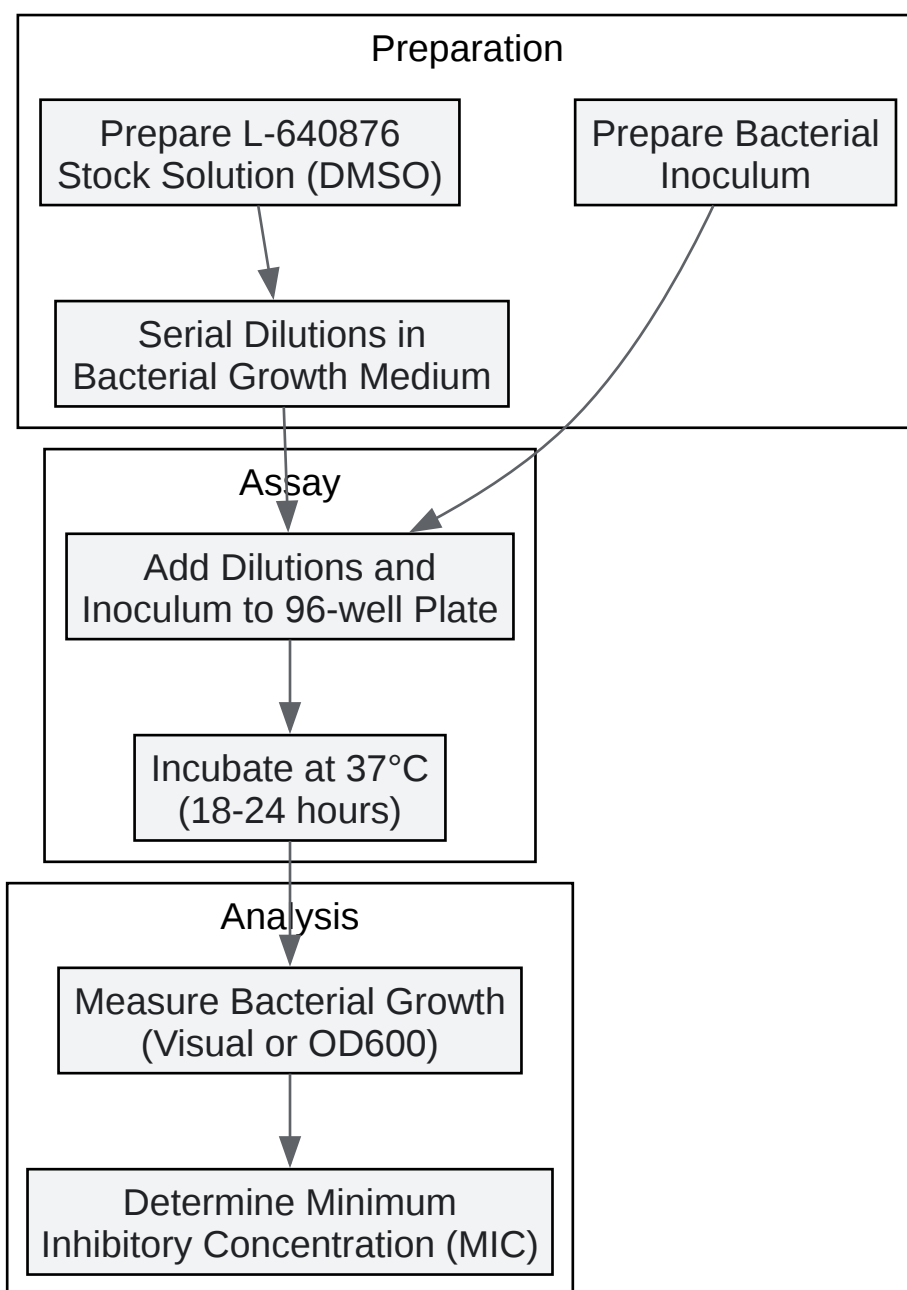 Preparation
Prepare L-640876
Stock Solution (DMSO)
Prepare Bacterial
Inoculum
Serial Dilutions in
Bacterial Growth Medium
Assay
Add Dilutions and
Inoculum to 96-well Plate
Incubate at 37°C
(18-24 hours)
Analysis
Measure Bacterial Growth
(Visual or OD600)
Determine Minimum
Inhibitory Concentration (MIC)